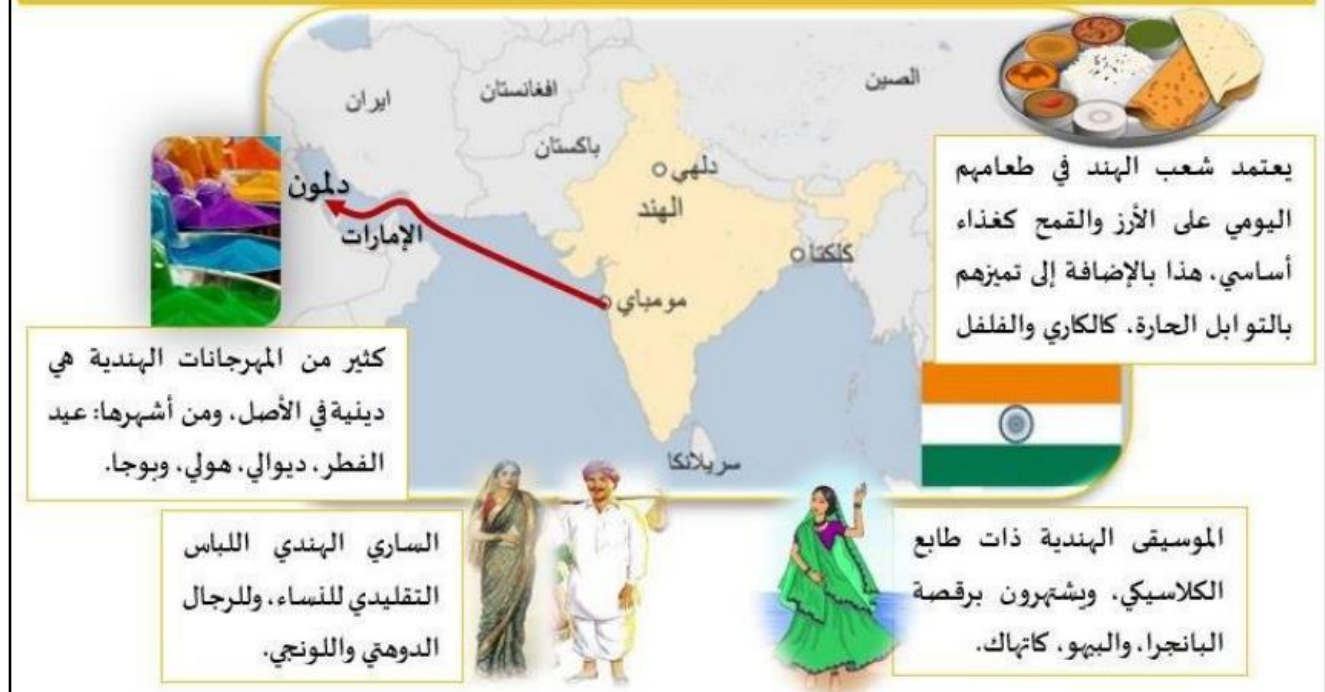 الصين
افغانستان
ايران
باكستان
دلهي
الهند
دلمون
الإمارات
كلكتا
مومباي
سريلانكا
يعتمد شعب الهند في طعامهم
اليومي على الأرز والقمح كغذاء
أساسي، هذا بالإضافة إلى تميزهم
بالتوابل الحارة، كالكاري والفلفل
كثير من المهرجانات الهندية هي
دينية في الأصل، ومن أشهرها: عيد
الفطر، ديوالي، هولي، وبوجا.
الموسيقى الهندية ذات طابع
الكلاسيكي، ويشتهرون برقصة
البانجرا، والبيهو، كاتهاك.
الساري الهندي اللباس
التقليدي للنساء، وللرجال
الدوهتي واللونجي.